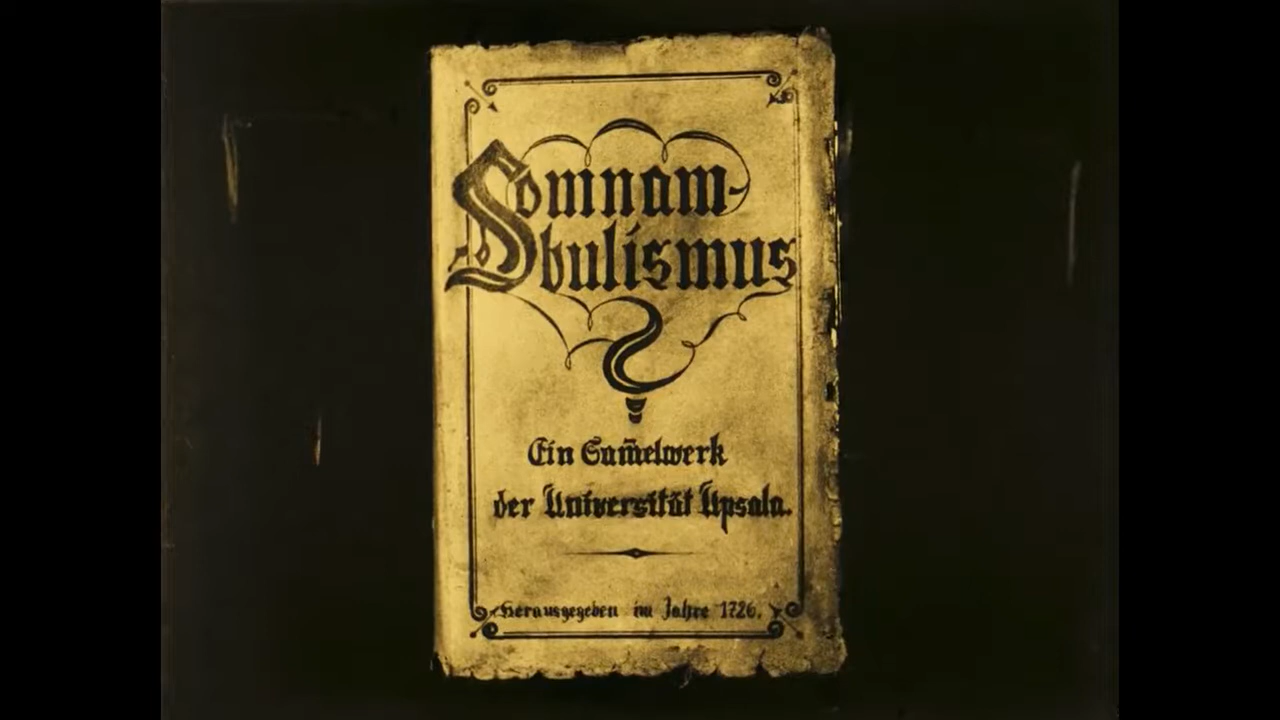 Somnam-
bulismus
Ein Sam̄elwerk
der Universität Upsala.
Herausgegeben im Jahre 1726.